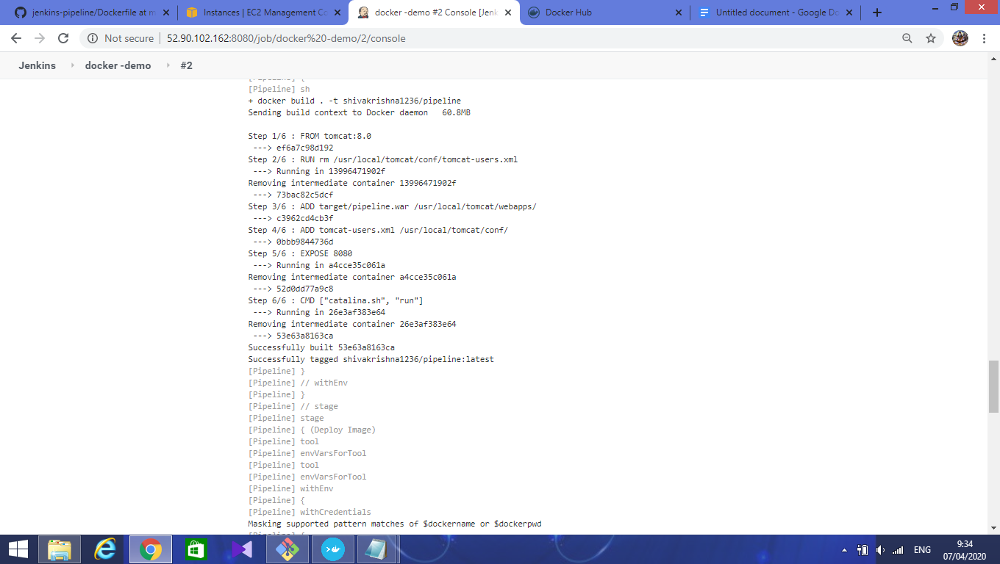 jenkins-pipeline/Dockerfile at m
Instances | EC2 Management Co
docker -demo #2 Console [Jenk
Docker Hub
Untitled document - Google Do
Not secure
52.90.102.162:8080/job/docker%20-demo/2/console
Jenkins
docker -demo
#2
[Pipeline] {
[Pipeline] sh
+ docker build . -t shivakrishna1236/pipeline
Sending build context to Docker daemon   60.8MB
Step 1/6 : FROM tomcat:8.0
---> ef6a7c98d192
Step 2/6 : RUN rm /usr/local/tomcat/conf/tomcat-users.xml
---> Running in 13996471902f
Removing intermediate container 13996471902f
---> 73bac82c5dcf
Step 3/6 : ADD target/pipeline.war /usr/local/tomcat/webapps/
---> c3962cd4cb3f
Step 4/6 : ADD tomcat-users.xml /usr/local/tomcat/conf/
---> 0bbb9844736d
Step 5/6 : EXPOSE 8080
---> Running in a4cce35c061a
Removing intermediate container a4cce35c061a
---> 52d0dd77a9c8
Step 6/6 : CMD ["catalina.sh", "run"]
---> Running in 26e3af383e64
Removing intermediate container 26e3af383e64
---> 53e63a8163ca
Successfully built 53e63a8163ca
Successfully tagged shivakrishna1236/pipeline:latest
[Pipeline] }
[Pipeline] // withEnv
[Pipeline] }
[Pipeline] // stage
[Pipeline] stage
[Pipeline] { (Deploy Image)
[Pipeline] tool
[Pipeline] envVarsForTool
[Pipeline] tool
[Pipeline] envVarsForTool
[Pipeline] withEnv
[Pipeline] {
[Pipeline] withCredentials
Masking supported pattern matches of $dockername or $dockerpwd
[Pipeline] {
ENG
9:34
07/04/2020